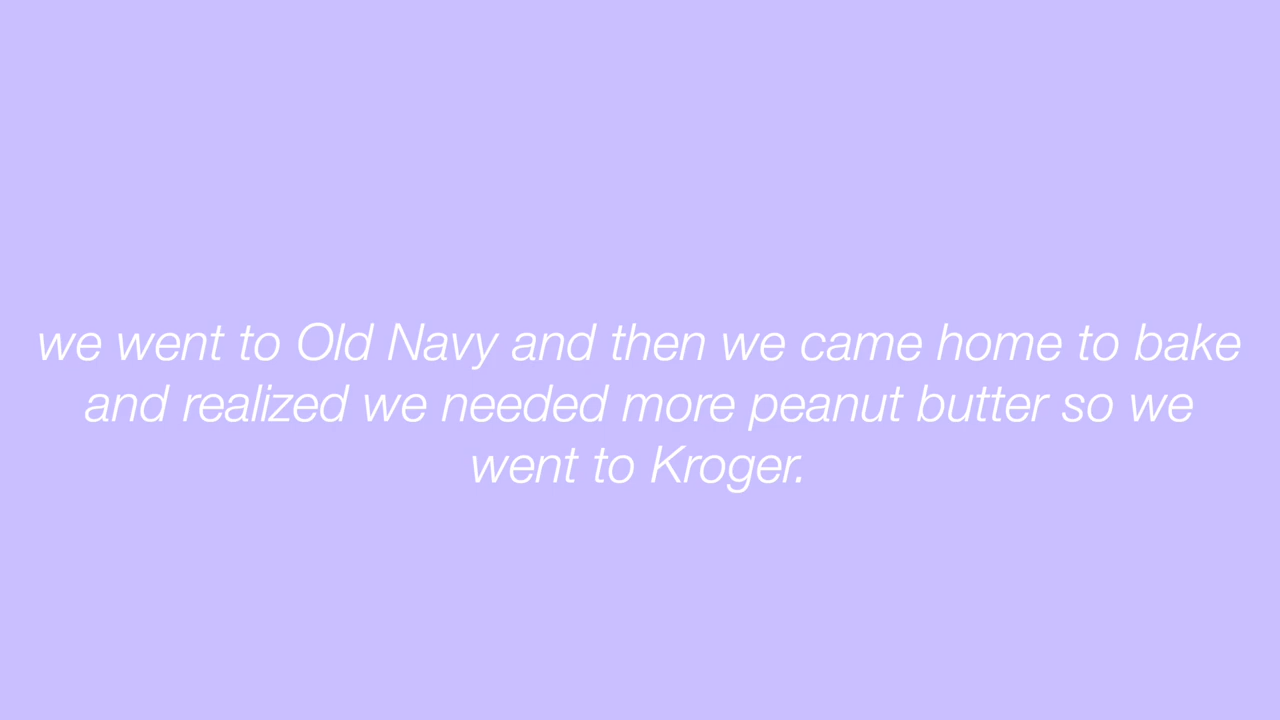 we went to Old Navy and then we came home to bake
and realized we needed more peanut butter so we
went to Kroger.